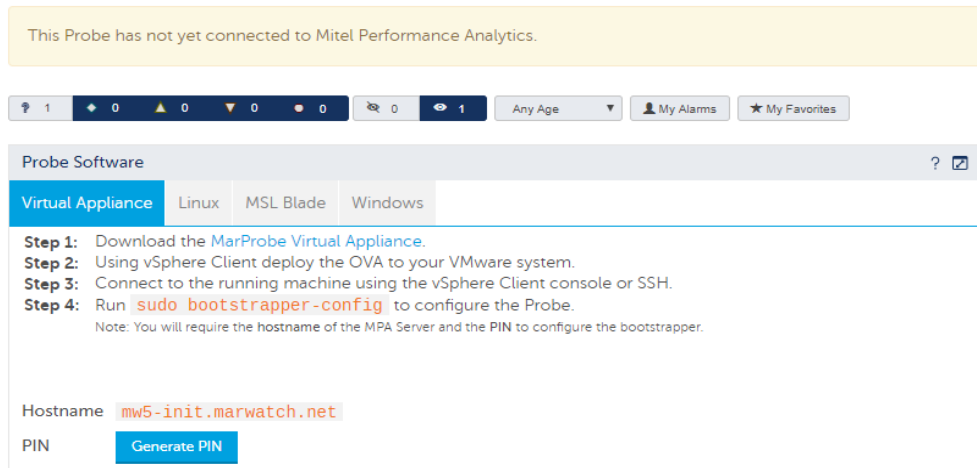 This Probe has not yet connected to Mitel Performance Analytics.
1 0 0 0 0 0 1 Any Age My Alarms My Favorites
Probe Software ?
Virtual Appliance Linux MSL Blade Windows
Step 1: Download the MarProbe Virtual Appliance.
Step 2: Using vSphere Client deploy the OVA to your VMware system.
Step 3: Connect to the running machine using the vSphere Client console or SSH.
Step 4: Run sudo bootstrapper-config to configure the Probe.
Note: You will require the hostname of the MPA Server and the PIN to configure the bootstrapper.
Hostname mw5-init.marwatch.net
PIN Generate PIN